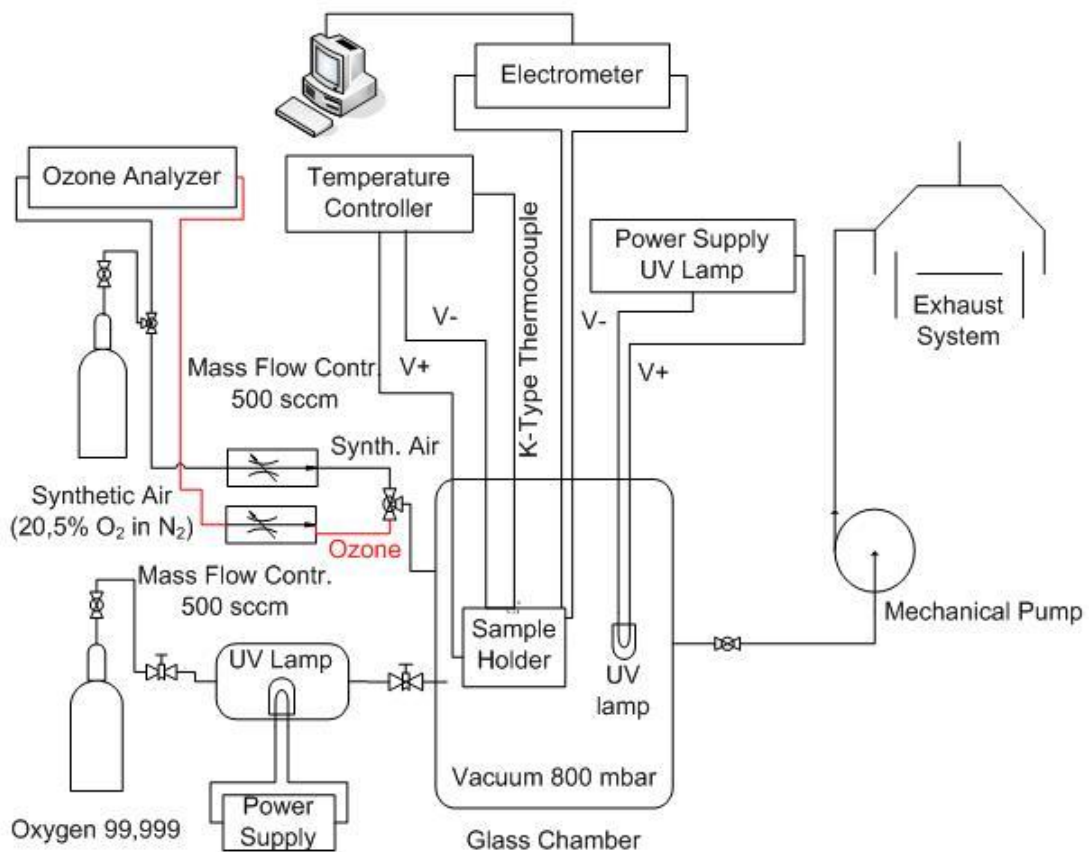 Electrometer
Ozone Analyzer
Temperature
Controller
Power Supply
UV Lamp
Exhaust
System
K-Type Thermocouple
V-
V+
V-
V+
Mass Flow Contr.
500 sccm
Synth. Air
Synthetic Air
(20,5% O₂ in N₂)
Ozone
Mass Flow Contr.
500 sccm
Mechanical Pump
Sample
Holder
UV Lamp
UV
lamp
Vacuum 800 mbar
Power
Supply
Oxygen 99,999
Glass Chamber